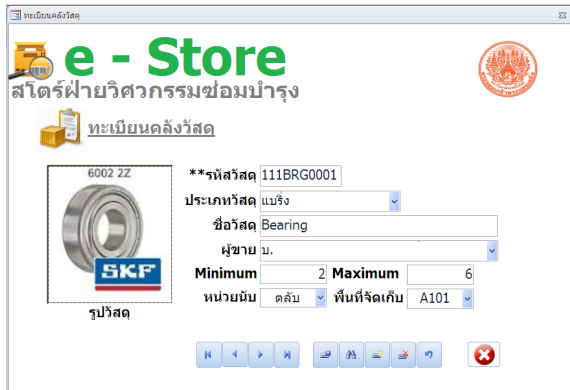 ทะเบียนคลังวัสดุ
e - Store
สโตร์ฝ่ายวิศวกรรมซ่อมบำรุง
ทะเบียนคลังวัสดุ
6002 2Z
SKF
รูปวัสดุ
**รหัสวัสดุ 111BRG0001
ประเภทวัสดุ แบริ่ง
ชื่อวัสดุ Bearing
ผู้ขาย บ.
Minimum 2 Maximum 6
หน่วยนับ ตลับ พื้นที่จัดเก็บ A101